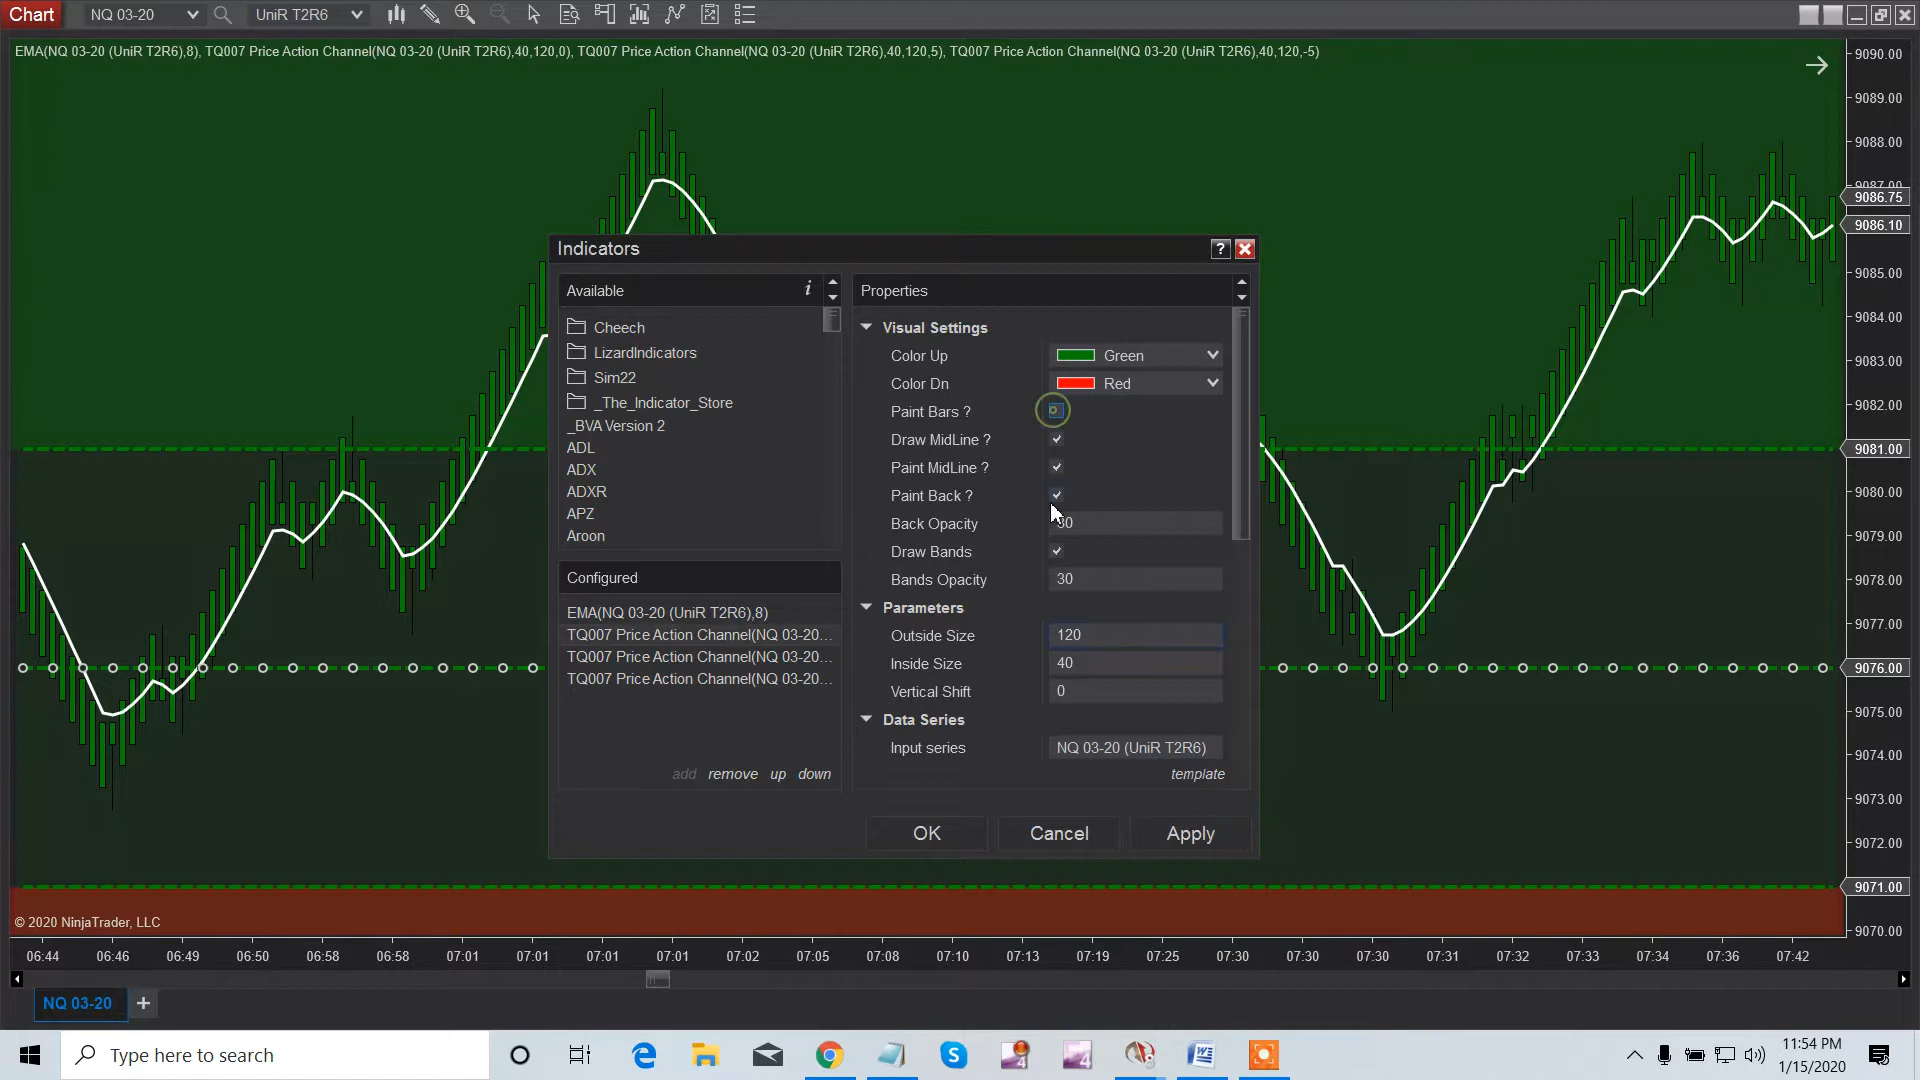 Chart NQ 03-20 UniR T2R6
EMA(NQ 03-20 (UniR T2R6),8), TQ007 Price Action Channel(NQ 03-20 (UniR T2R6),40,120,0), TQ007 Price Action Channel(NQ 03-20 (UniR T2R6),40,120,5), TQ007 Price Action Channel(NQ 03-20 (UniR T2R6),40,120,-5)
9090.00
9089.00
9088.00
9087.00
9086.75
9086.10
9085.00
9084.00
9083.00
9082.00
9081.00
9080.00
9079.00
9078.00
9077.00
9076.00
9075.00
9074.00
9073.00
9072.00
9071.00
9070.00
Indicators ?
Available i
Cheech
LizardIndicators
Sim22
_The_Indicator_Store
_BVA Version 2
ADL
ADX
ADXR
APZ
Aroon
Configured
EMA(NQ 03-20 (UniR T2R6),8)
TQ007 Price Action Channel(NQ 03-20...
TQ007 Price Action Channel(NQ 03-20...
TQ007 Price Action Channel(NQ 03-20...
add remove up down
Properties
Visual Settings
Color Up Green
Color Dn Red
Paint Bars ?
Draw MidLine ?
Paint MidLine ?
Paint Back ?
Back Opacity
Draw Bands
Bands Opacity 30
Parameters
Outside Size 120
Inside Size 40
Vertical Shift 0
Data Series
Input series NQ 03-20 (UniR T2R6)
template
OK Cancel Apply
© 2020 NinjaTrader, LLC
06:44 06:46 06:49 06:50 06:58 06:58 07:01 07:01 07:01 07:01 07:02 07:05 07:08 07:10 07:13 07:19 07:25 07:30 07:30 07:30 07:31 07:32 07:33 07:34 07:36 07:42
NQ 03-20 +
Type here to search
11:54 PM
1/15/2020